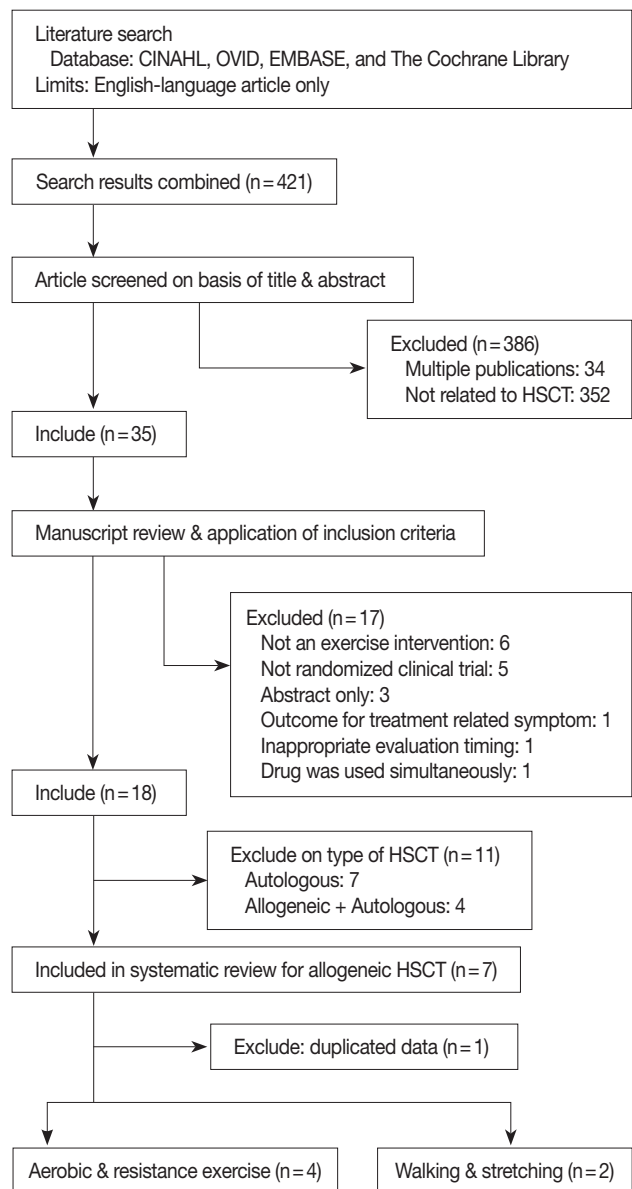 Literature search
Database: CINAHL, OVID, EMBASE, and The Cochrane Library
Limits: English-language article only
Search results combined (n=421)
Article screened on basis of title & abstract
Excluded (n=386)
Multiple publications: 34
Not related to HSCT: 352
Include (n=35)
Manuscript review & application of inclusion criteria
Excluded (n=17)
Not an exercise intervention: 6
Not randomized clinical trial: 5
Abstract only: 3
Outcome for treatment related symptom: 1
Inappropriate evaluation timing: 1
Drug was used simultaneously: 1
Include (n=18)
Exclude on type of HSCT (n=11)
Autologous: 7
Allogeneic + Autologous: 4
Included in systematic review for allogeneic HSCT (n=7)
Exclude: duplicated data (n=1)
Aerobic & resistance exercise (n=4)
Walking & stretching (n=2)